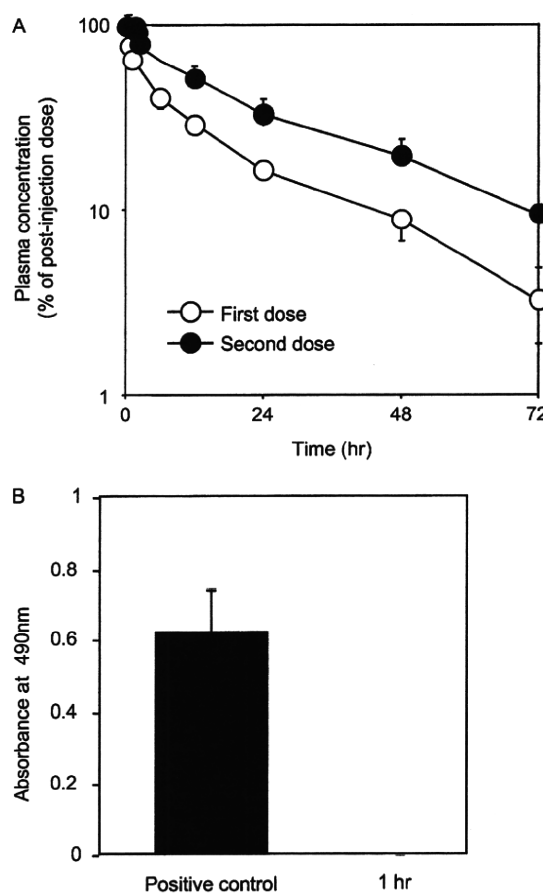 A
Plasma concentration
(% of post-injection dose)
100
10
1
First dose
Second dose
0
24
48
72
Time (hr)
B
Absorbance at 490nm
1
0.8
0.6
0.4
0.2
0
Positive control
1 hr